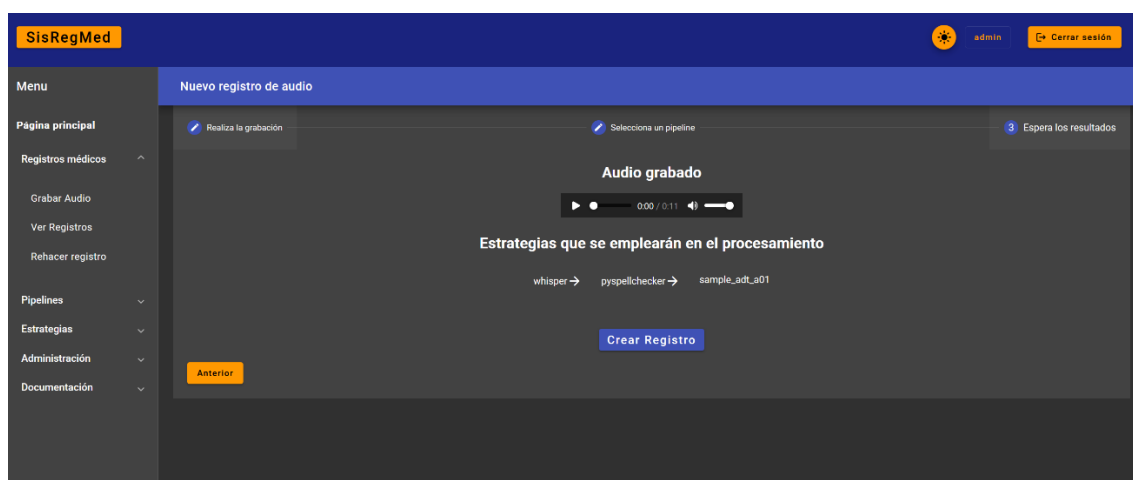 SisRegMed
admin
Cerrar sesión
Menu
Nuevo registro de audio
Página principal
Realiza la grabación
Selecciona un pipeline
3 Espera los resultados
Registros médicos
Grabar Audio
Ver Registros
Rehacer registro
Pipelines
Estrategias
Administración
Documentación
Audio grabado
0:00 / 0:11
Estrategias que se emplearán en el procesamiento
whisper → pyspellchecker → sample_adt_a01
Crear Registro
Anterior